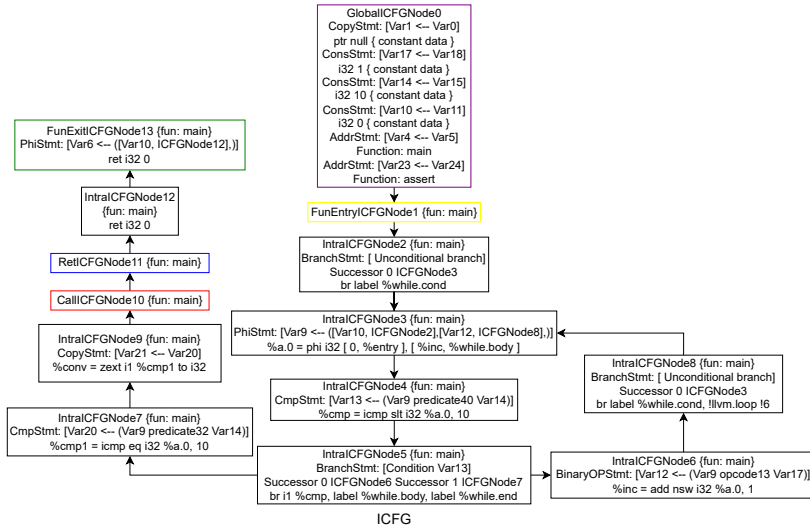 GlobalICFGNode0
CopyStmt: [Var1 <-- Var0]
ptr null { constant data }
ConsStmt: [Var17 <-- Var18]
i32 1 { constant data }
ConsStmt: [Var14 <-- Var15]
i32 10 { constant data }
ConsStmt: [Var10 <-- Var11]
i32 0 { constant data }
AddrStmt: [Var4 <-- Var5]
Function: main
AddrStmt: [Var23 <-- Var24]
Function: assert
FunEntryICFGNode1 {fun: main}
IntraICFGNode2 {fun: main}
BranchStmt: [ Unconditional branch]
Successor 0 ICFGNode3
br label %while.cond
IntraICFGNode3 {fun: main}
PhiStmt: [Var9 <-- ([Var10, ICFGNode2],[Var12, ICFGNode8],)]
%a.0 = phi i32 [ 0, %entry ], [ %inc, %while.body ]
IntraICFGNode4 {fun: main}
CmpStmt: [Var13 <-- (Var9 predicate40 Var14)]
%cmp = icmp slt i32 %a.0, 10
IntraICFGNode5 {fun: main}
BranchStmt: [Condition Var13]
Successor 0 ICFGNode6 Successor 1 ICFGNode7
br i1 %cmp, label %while.body, label %while.end
IntraICFGNode6 {fun: main}
BinaryOPStmt: [Var12 <-- (Var9 opcode13 Var17)]
%inc = add nsw i32 %a.0, 1
IntraICFGNode8 {fun: main}
BranchStmt: [ Unconditional branch]
Successor 0 ICFGNode3
br label %while.cond, !llvm.loop !6
IntraICFGNode7 {fun: main}
CmpStmt: [Var20 <-- (Var9 predicate32 Var14)]
%cmp1 = icmp eq i32 %a.0, 10
IntraICFGNode9 {fun: main}
CopyStmt: [Var21 <-- Var20]
%conv = zext i1 %cmp1 to i32
CallICFGNode10 {fun: main}
RetICFGNode11 {fun: main}
IntraICFGNode12
{fun: main}
ret i32 0
FunExitICFGNode13 {fun: main}
PhiStmt: [Var6 <-- ([Var10, ICFGNode12],)]
ret i32 0
ICFG